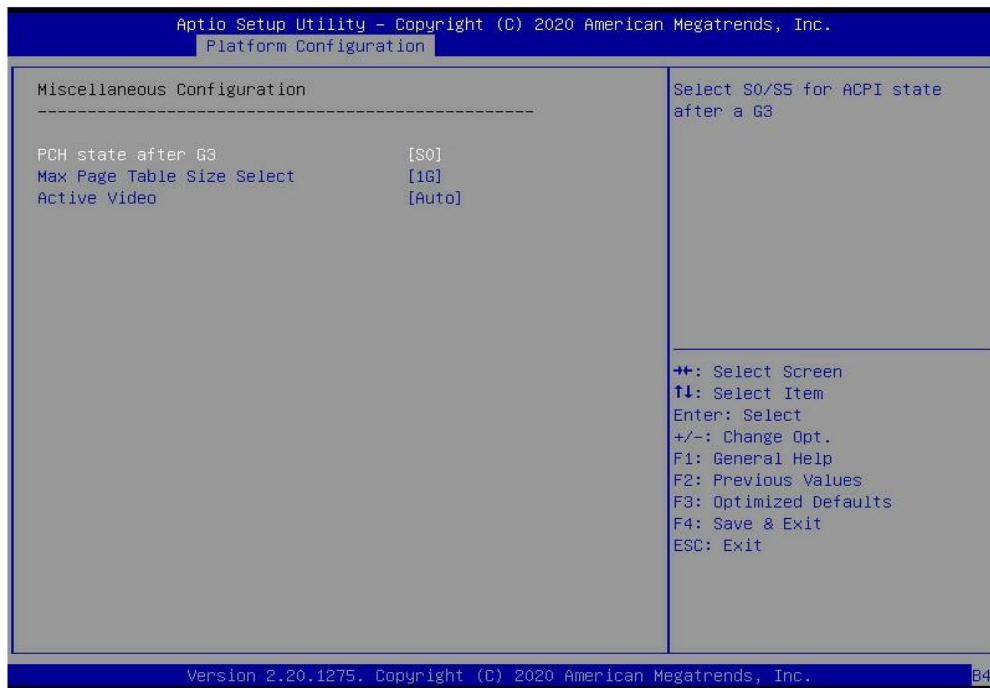 Aptio Setup Utility – Copyright (C) 2020 American Megatrends, Inc.
Platform Configuration
Miscellaneous Configuration
--------------------------------------------------
PCH state after G3 [S0]
Max Page Table Size Select [1G]
Active Video [Auto]
Select S0/S5 for ACPI state
after a G3
→←: Select Screen
↑↓: Select Item
Enter: Select
+/-: Change Opt.
F1: General Help
F2: Previous Values
F3: Optimized Defaults
F4: Save & Exit
ESC: Exit
Version 2.20.1275. Copyright (C) 2020 American Megatrends, Inc.
B4